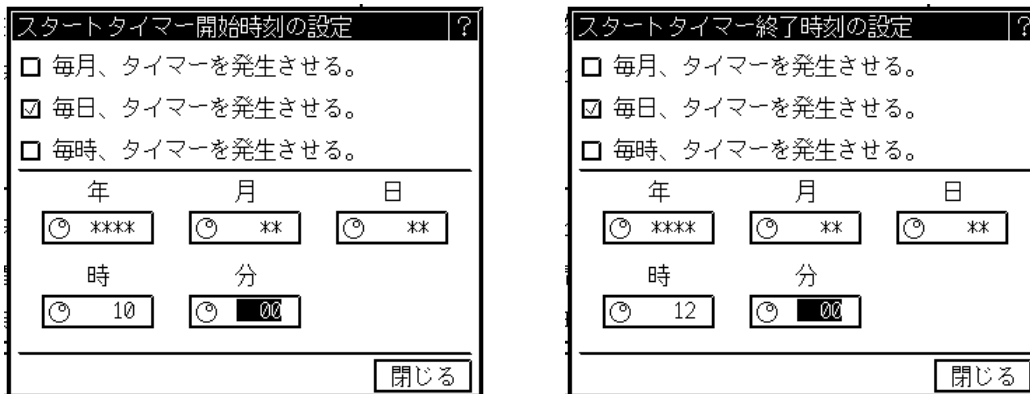 スタートタイマー開始時刻の設定 ?
毎月、タイマーを発生させる。
毎日、タイマーを発生させる。
毎時、タイマーを発生させる。
年 月 日
**** ** **
時 分
10 00
閉じる
スタートタイマー終了時刻の設定 ?
毎月、タイマーを発生させる。
毎日、タイマーを発生させる。
毎時、タイマーを発生させる。
年 月 日
**** ** **
時 分
12 00
閉じる